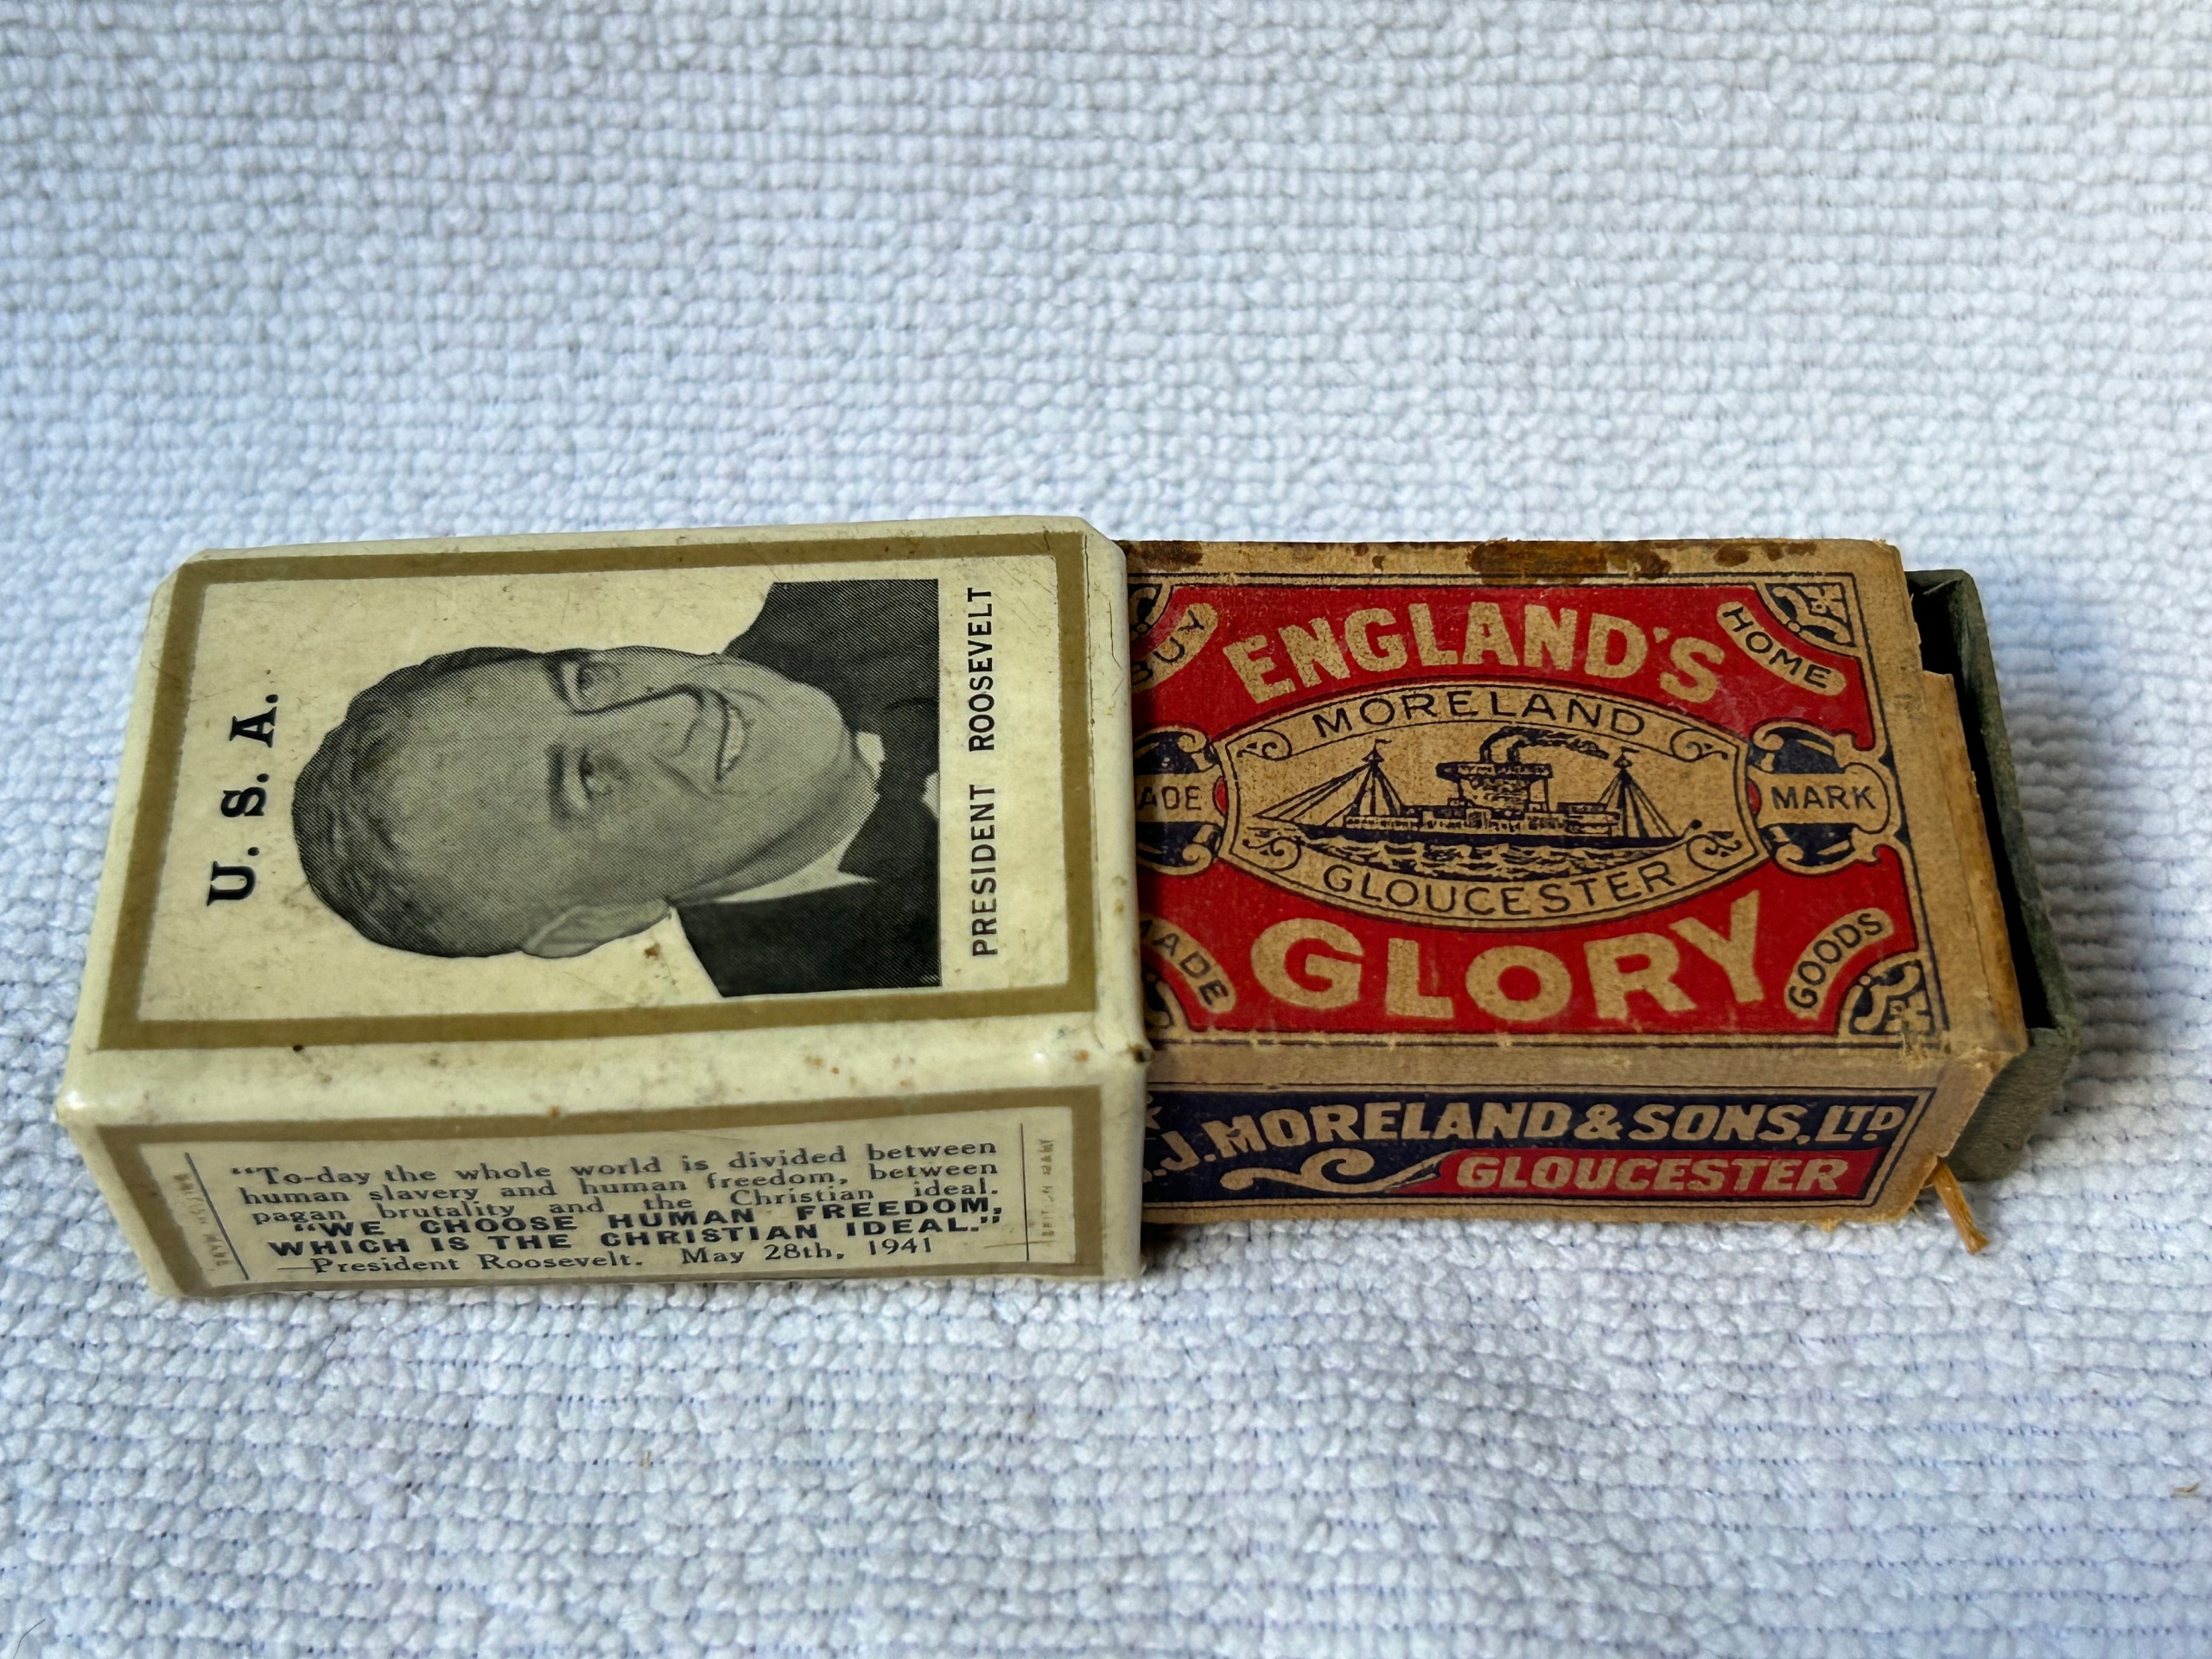 U. S. A.
PRESIDENT ROOSEVELT
"To-day the whole world is divided between
human slavery and human freedom, between
pagan brutality and the Christian ideal.
"WE CHOOSE HUMAN FREEDOM,
WHICH IS THE CHRISTIAN IDEAL."
—President Roosevelt. May 28th, 1941
BUY
ENGLAND'S
HOME
MORELAND
MARK
GLOUCESTER
GLORY
GOODS
J. MORELAND & SONS, LTD
GLOUCESTER